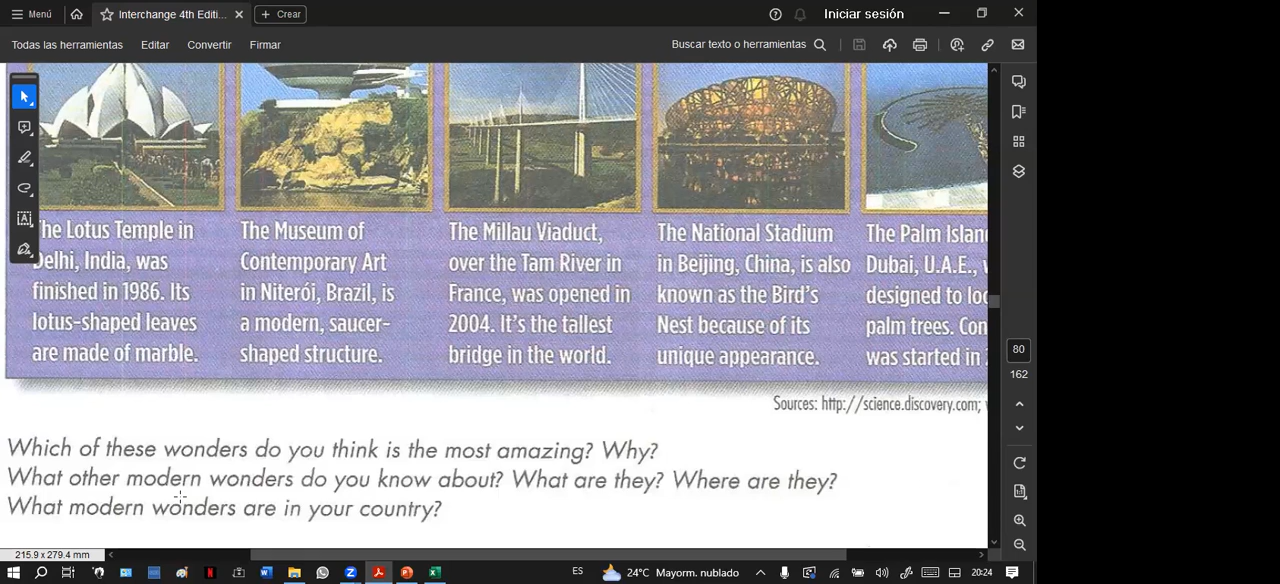 Menú
Interchange 4th Editi...
Crear
Iniciar sesión
Todas las herramientas
Editar
Convertir
Firmar
Buscar texto o herramientas
The Lotus Temple in
Delhi, India, was
finished in 1986. Its
lotus-shaped leaves
are made of marble.
The Museum of
Contemporary Art
in Niterói, Brazil, is
a modern, saucer-
shaped structure.
The Millau Viaduct,
over the Tam River in
France, was opened in
2004. It's the tallest
bridge in the world.
The National Stadium
in Beijing, China, is also
known as the Bird's
Nest because of its
unique appearance.
The Palm Islan
Dubai, U.A.E.,
designed to loo
palm trees. Con
was started in
Sources: http://science.discovery.com;
Which of these wonders do you think is the most amazing? Why?
What other modern wonders do you know about? What are they? Where are they?
What modern wonders are in your country?
80
162
215.9 x 279.4 mm
ES
24°C Mayorm. nublado
20:24